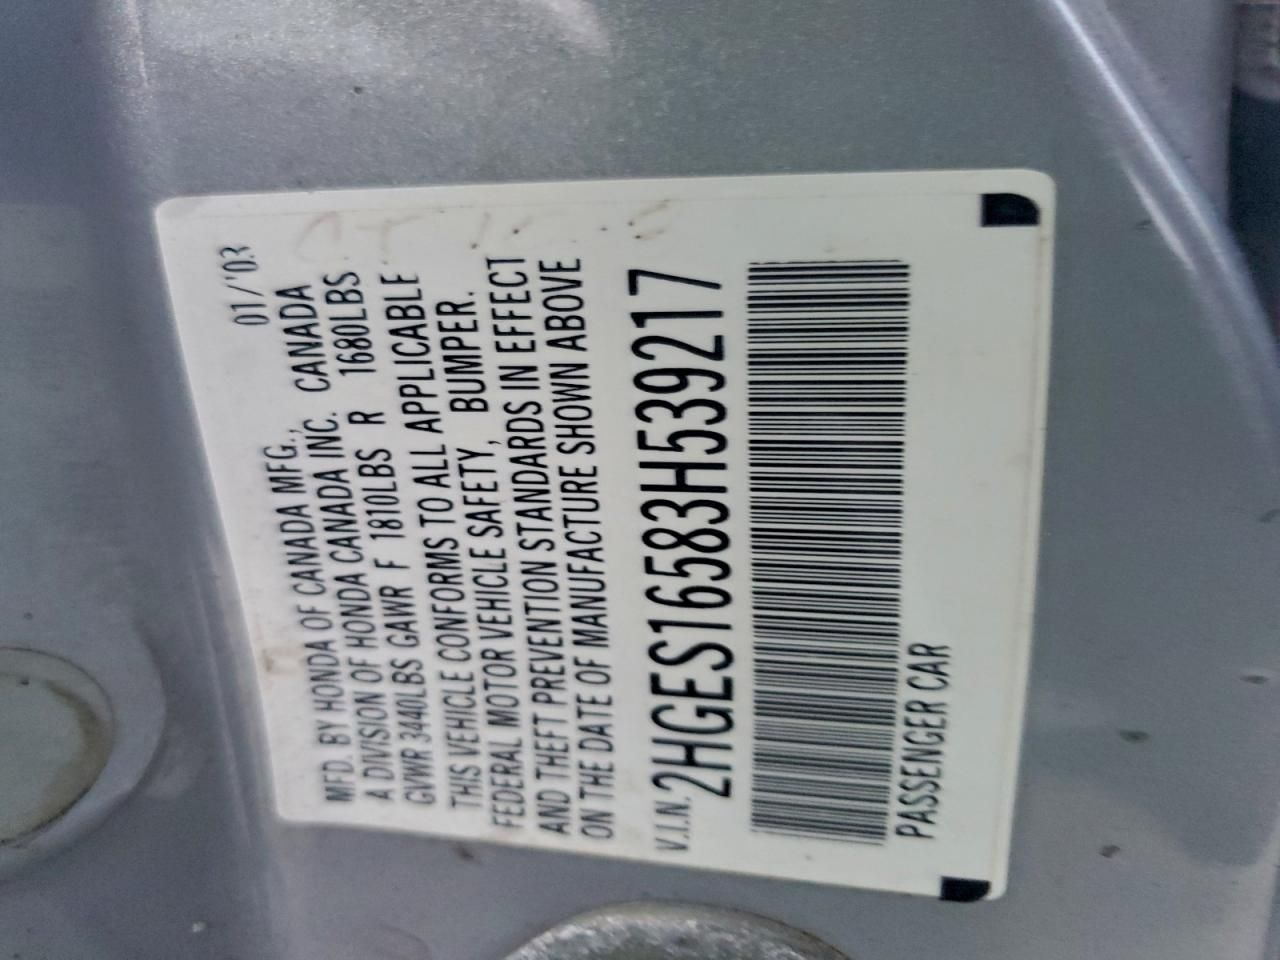 01/'03
MFD. BY HONDA OF CANADA MFG., CANADA
A DIVISION OF HONDA CANADA INC.
GVWR 3440LBS GAWR F 1810LBS R 1680LBS
THIS VEHICLE CONFORMS TO ALL APPLICABLE
FEDERAL MOTOR VEHICLE SAFETY, BUMPER.
AND THEFT PREVENTION STANDARDS IN EFFECT
ON THE DATE OF MANUFACTURE SHOWN ABOVE
V.I.N. 2HGES16583H539217
PASSENGER CAR